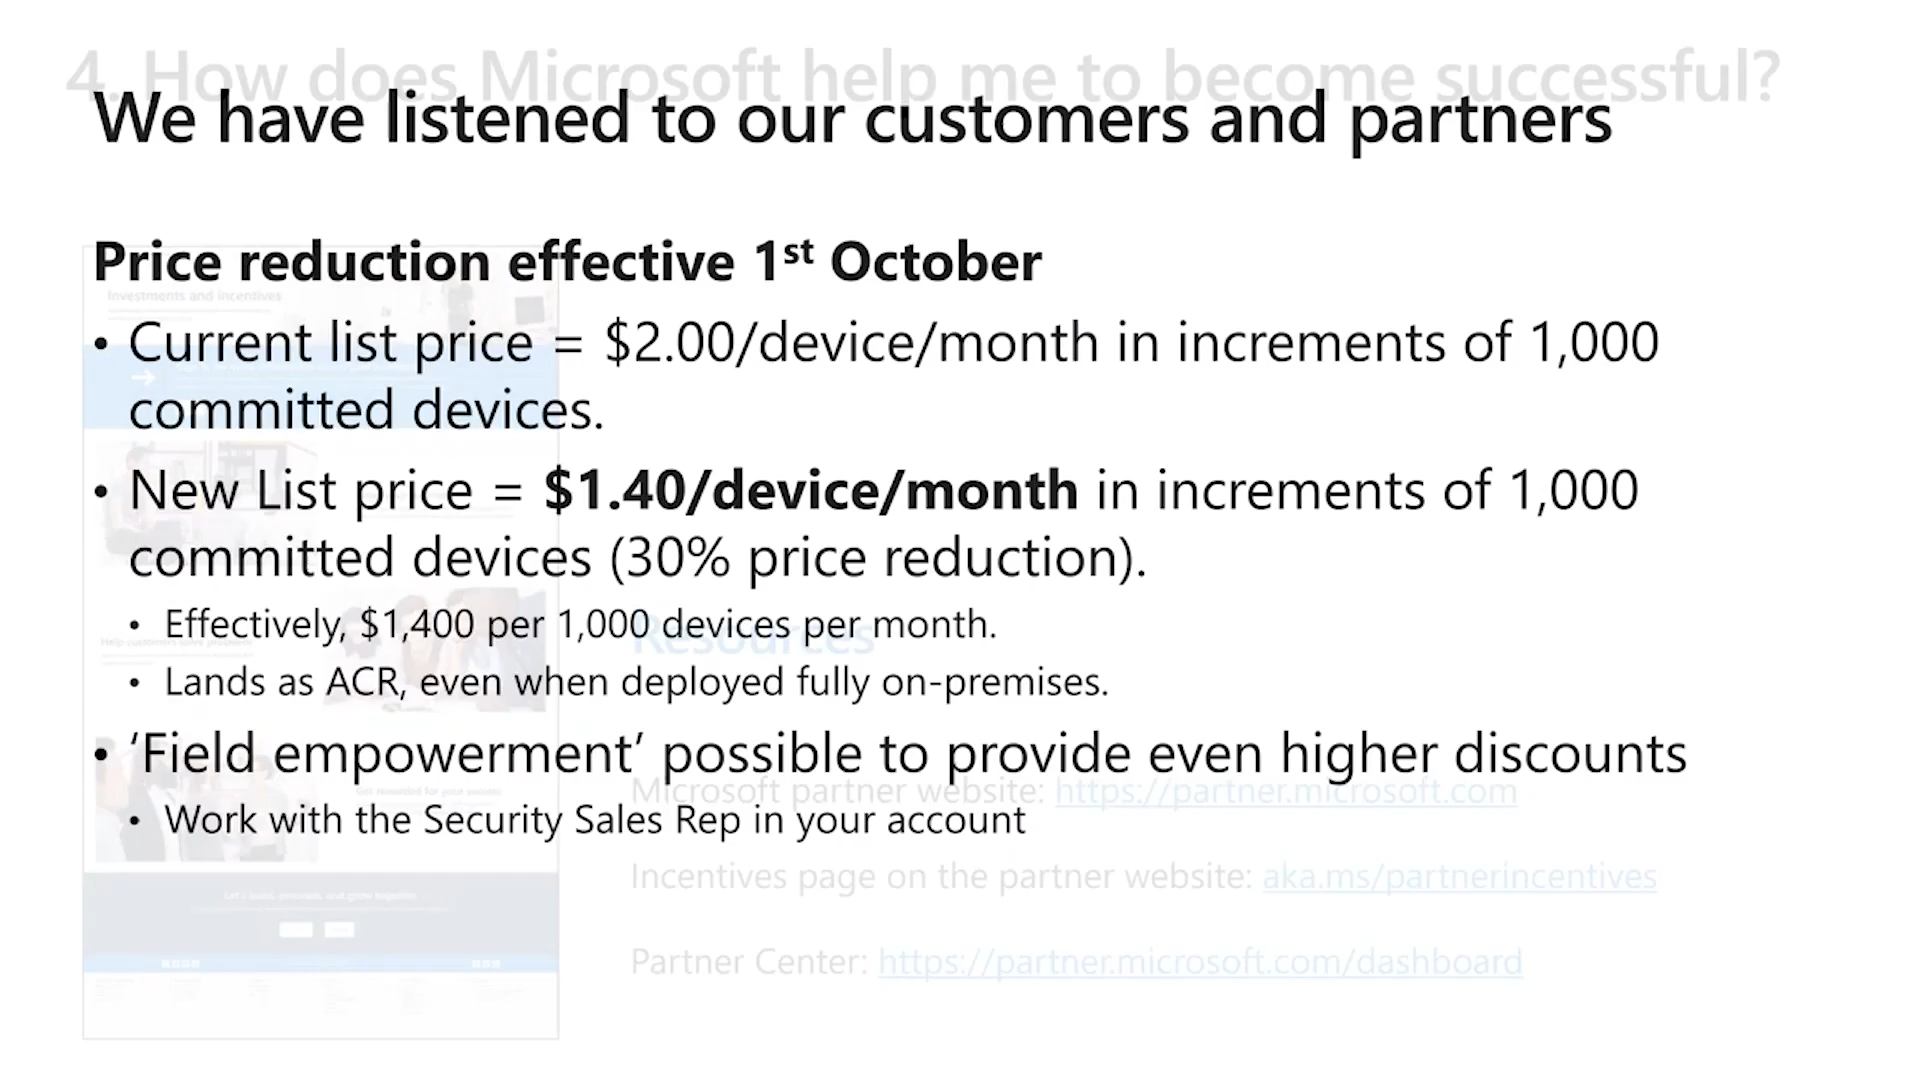 4. How does Microsoft help me to become successful?
We have listened to our customers and partners
Price reduction effective 1st October
Investments and incentives
• Current list price = $2.00/device/month in increments of 1,000
committed devices.
• New List price = $1.40/device/month in increments of 1,000
committed devices (30% price reduction).
• Effectively, $1,400 per 1,000 devices per month.
Resources
• Lands as ACR, even when deployed fully on-premises.
• ‘Field empowerment’ possible to provide even higher discounts
Microsoft partner website: https://partner.microsoft.com
• Work with the Security Sales Rep in your account
Incentives page on the partner website: aka.ms/partnerincentives
Partner Center: https://partner.microsoft.com/dashboard